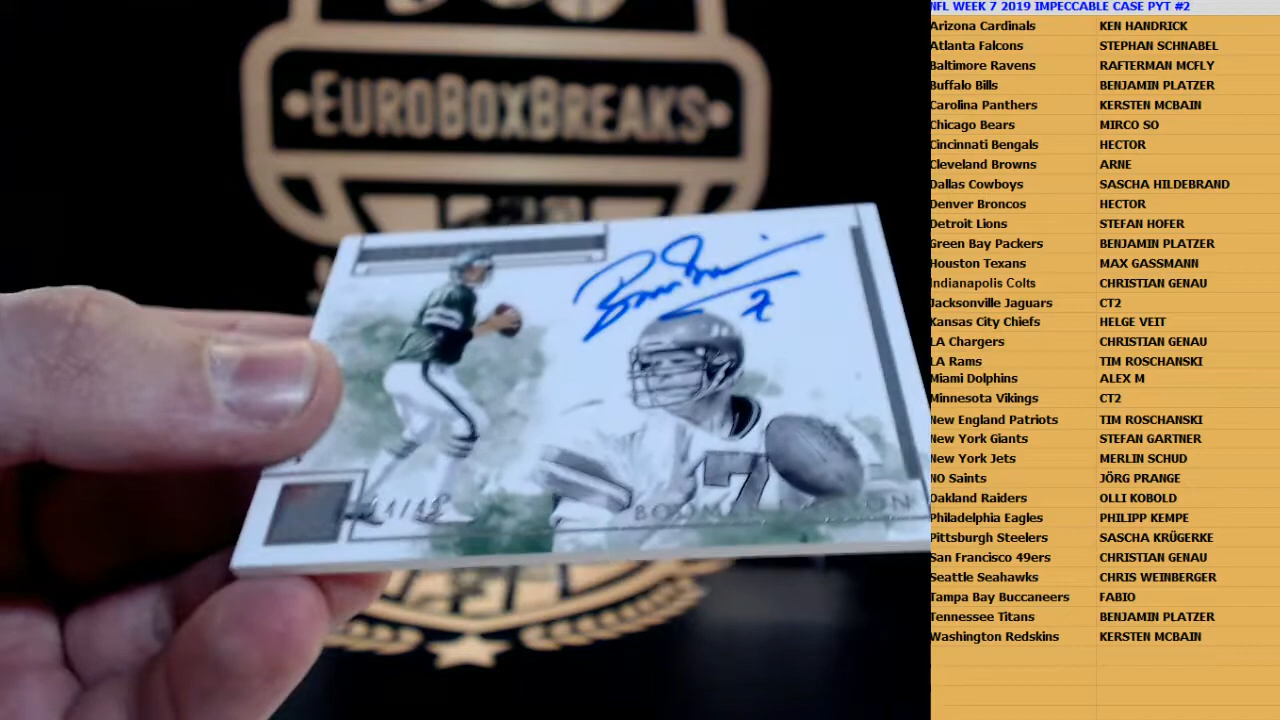 •EUROBOXBREAKS•
7
7
NFL WEEK 7 2019 IMPECCABLE CASE PYT #2
Arizona Cardinals KEN HANDRICK
Atlanta Falcons STEPHAN SCHNABEL
Baltimore Ravens RAFTERMAN MCFLY
Buffalo Bills BENJAMIN PLATZER
Carolina Panthers KERSTEN MCBAIN
Chicago Bears MIRCO SO
Cincinnati Bengals HECTOR
Cleveland Browns ARNE
Dallas Cowboys SASCHA HILDEBRAND
Denver Broncos HECTOR
Detroit Lions STEFAN HOFER
Green Bay Packers BENJAMIN PLATZER
Houston Texans MAX GASSMANN
Indianapolis Colts CHRISTIAN GENAU
Jacksonville Jaguars CT2
Kansas City Chiefs HELGE VEIT
LA Chargers CHRISTIAN GENAU
LA Rams TIM ROSCHANSKI
Miami Dolphins ALEX M
Minnesota Vikings CT2
New England Patriots TIM ROSCHANSKI
New York Giants STEFAN GARTNER
New York Jets MERLIN SCHUD
NO Saints JÖRG PRANGE
Oakland Raiders OLLI KOBOLD
Philadelphia Eagles PHILIPP KEMPE
Pittsburgh Steelers SASCHA KRÜGERKE
San Francisco 49ers CHRISTIAN GENAU
Seattle Seahawks CHRIS WEINBERGER
Tampa Bay Buccaneers FABIO
Tennessee Titans BENJAMIN PLATZER
Washington Redskins KERSTEN MCBAIN